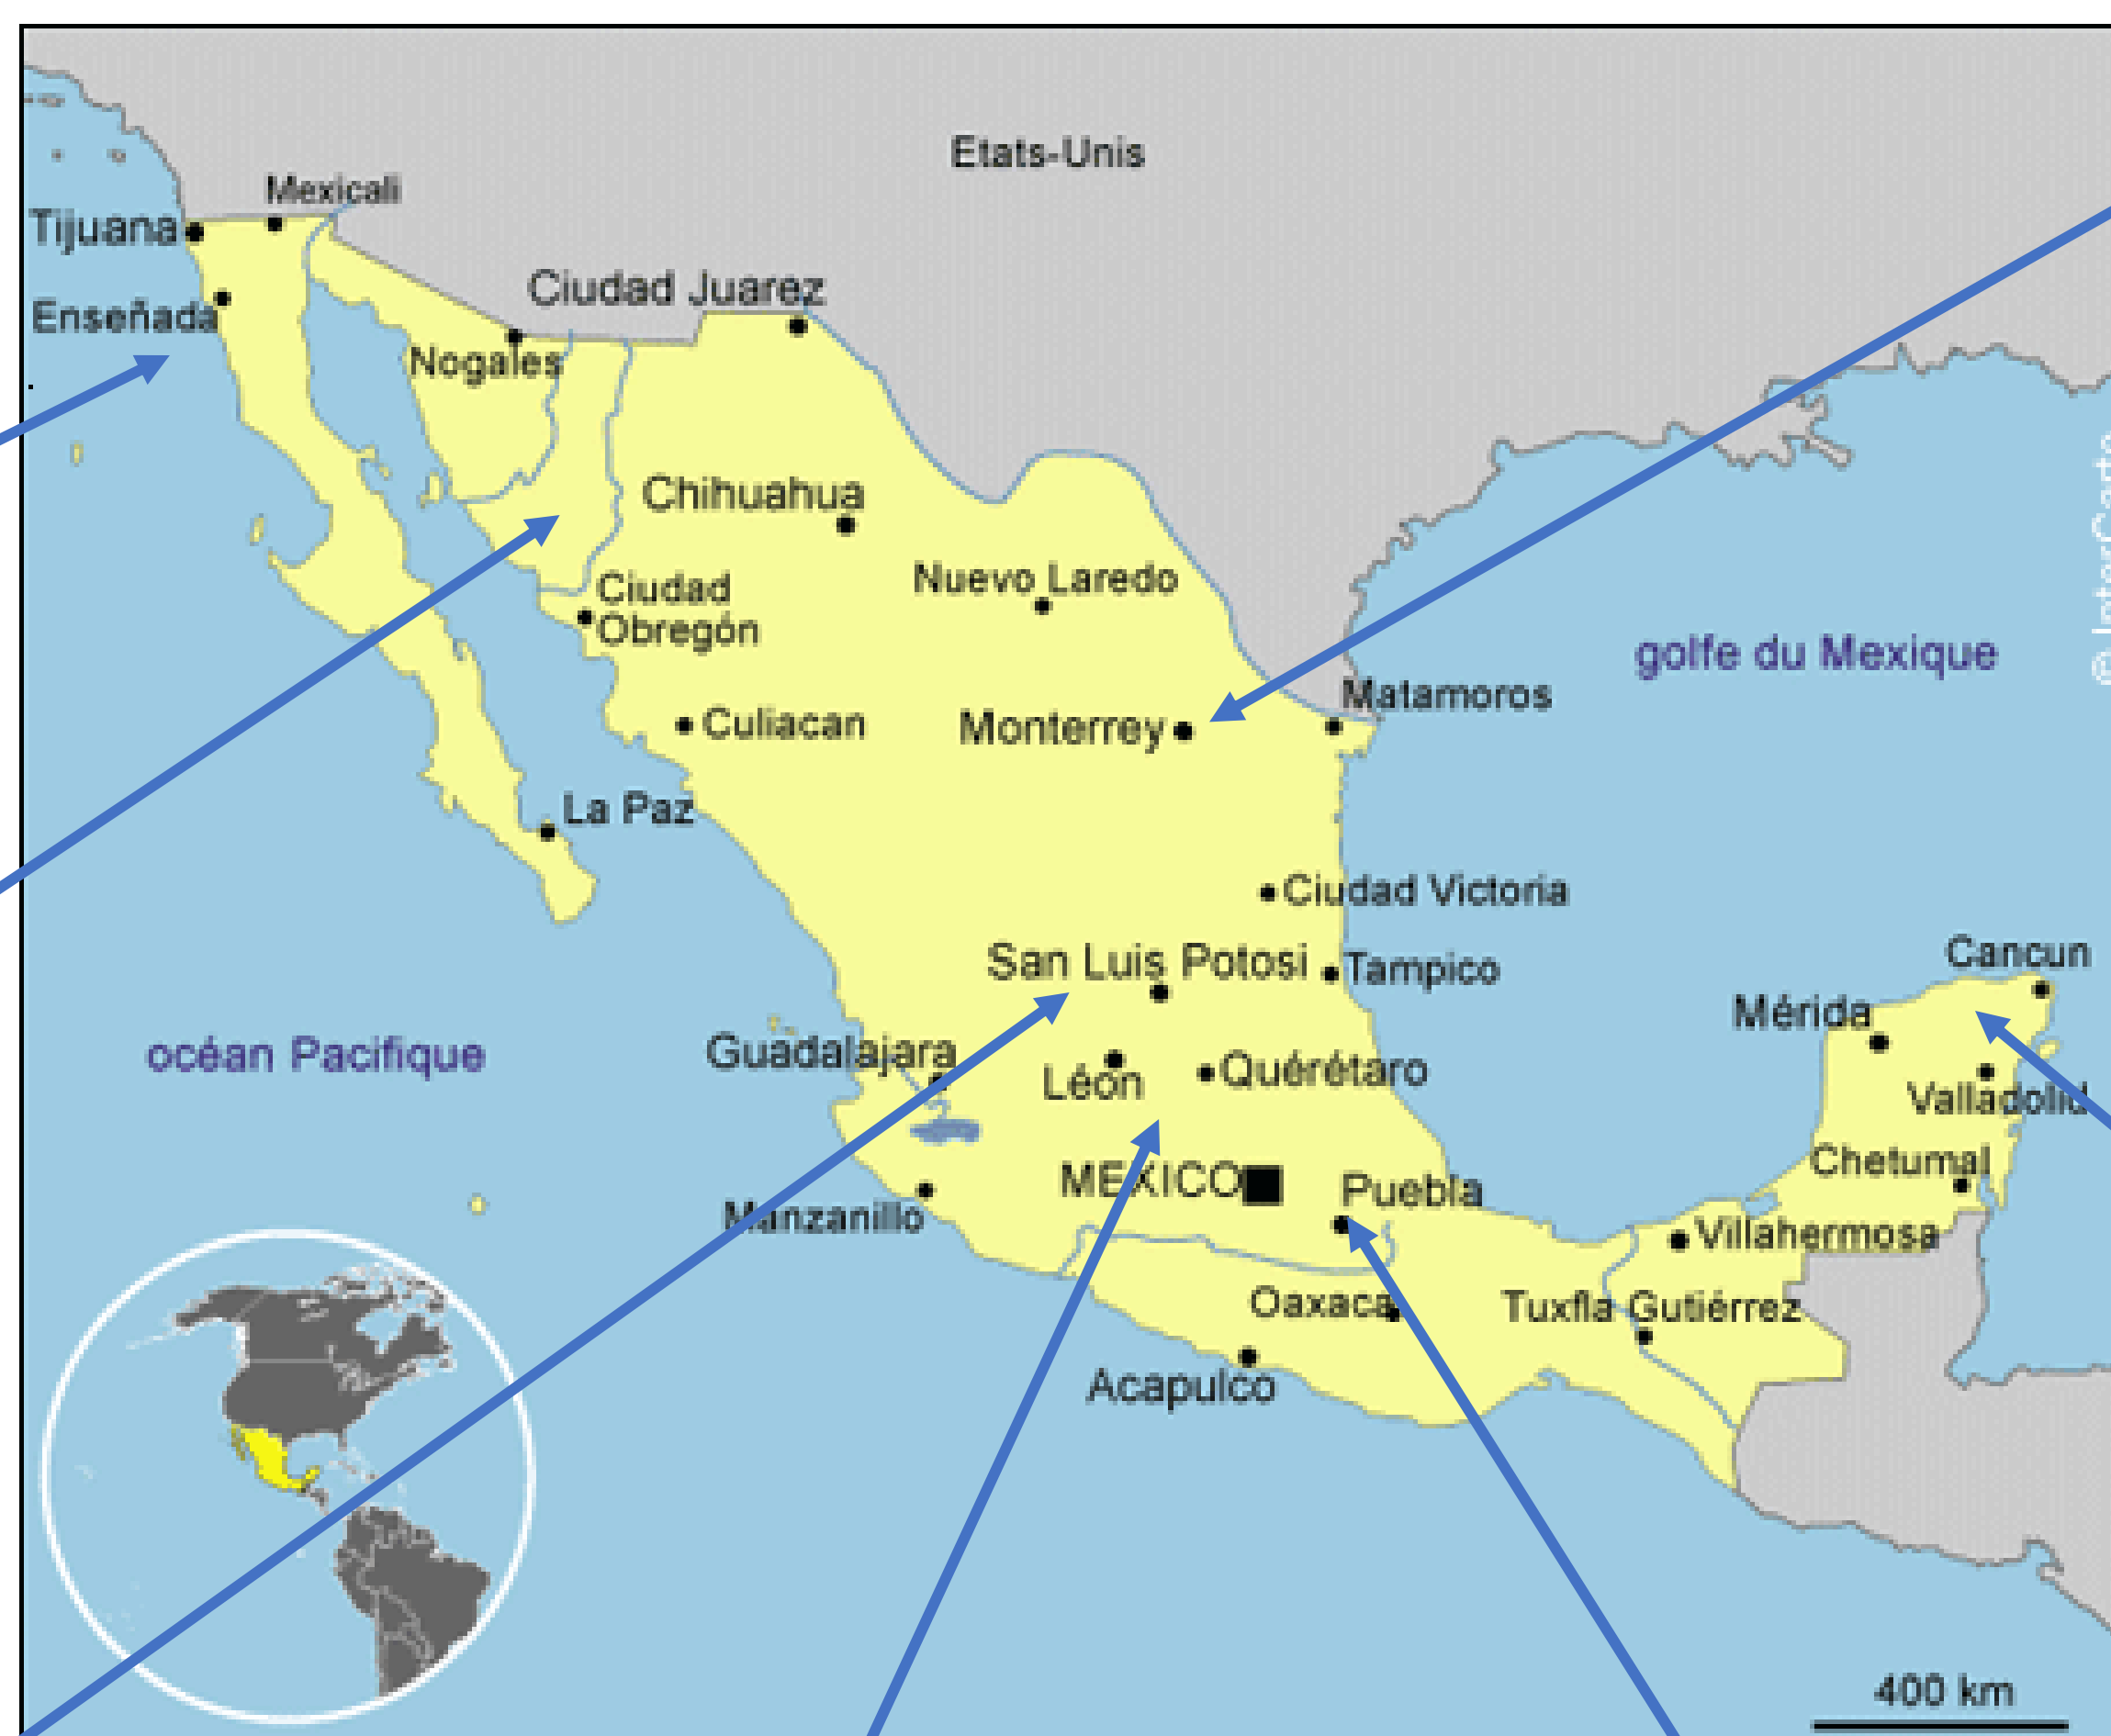 Etats-Unis
Mexicali
Tijuana
Ciudad Juarez
Enseñada
Nogales
Chihuahua
Nuevo Laredo
Ciudad
Obregón
golfe du Mexique
Matamoros
Culiacan
Monterrey
La Paz
Ciudad Victoria
San Luis Potosi
Tampico
Cancun
Mérida
océan Pacifique
Guadalajara
Léon
Quérétaro
Valladolid
Chetumal
MEXICO
Puebla
Manzanillo
Villahermosa
Oaxaca
Tuxfla Gutiérrez
Acapulco
400 km